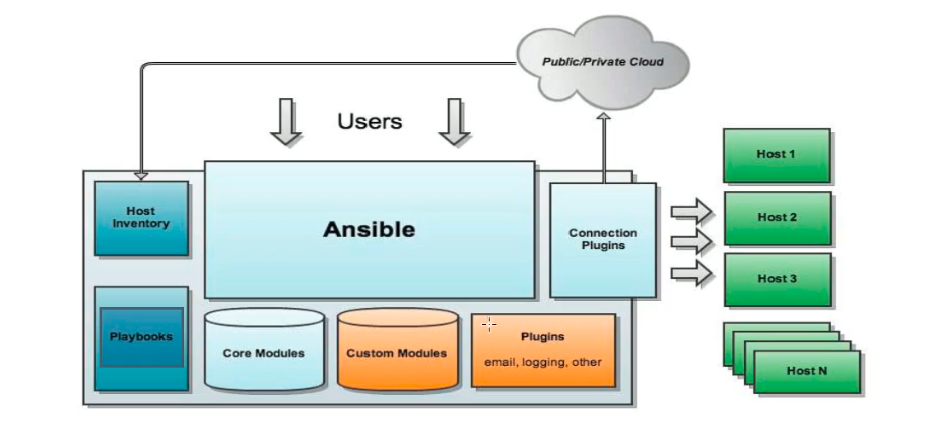 Public/Private Cloud
Users
Host 1
Host
Inventory
Ansible
Connection
Plugins
Host 2
Host 3
Playbooks
Core Modules
Custom Modules
Plugins
email, logging, other
Host N